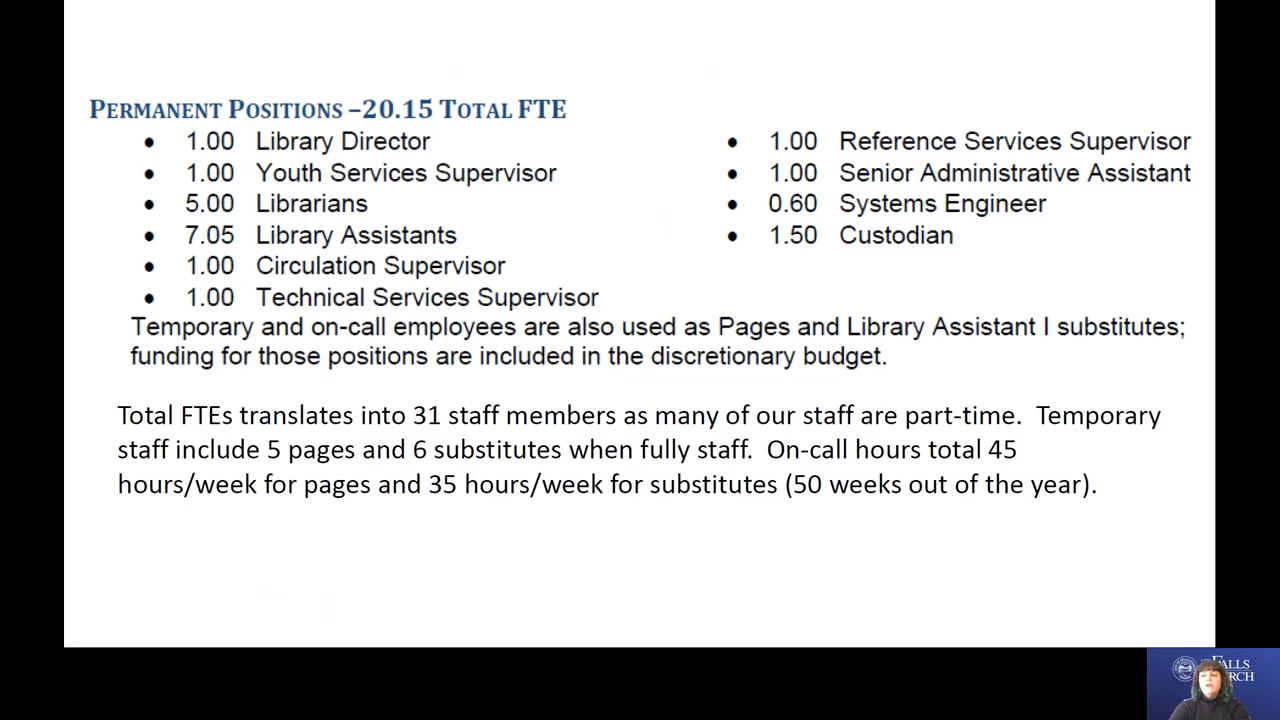 PERMANENT POSITIONS –20.15 TOTAL FTE
• 1.00 Library Director
• 1.00 Youth Services Supervisor
• 5.00 Librarians
• 7.05 Library Assistants
• 1.00 Circulation Supervisor
• 1.00 Technical Services Supervisor
• 1.00 Reference Services Supervisor
• 1.00 Senior Administrative Assistant
• 0.60 Systems Engineer
• 1.50 Custodian
Temporary and on-call employees are also used as Pages and Library Assistant I substitutes;
funding for those positions are included in the discretionary budget.
Total FTEs translates into 31 staff members as many of our staff are part-time. Temporary
staff include 5 pages and 6 substitutes when fully staff. On-call hours total 45
hours/week for pages and 35 hours/week for substitutes (50 weeks out of the year).
FALLS